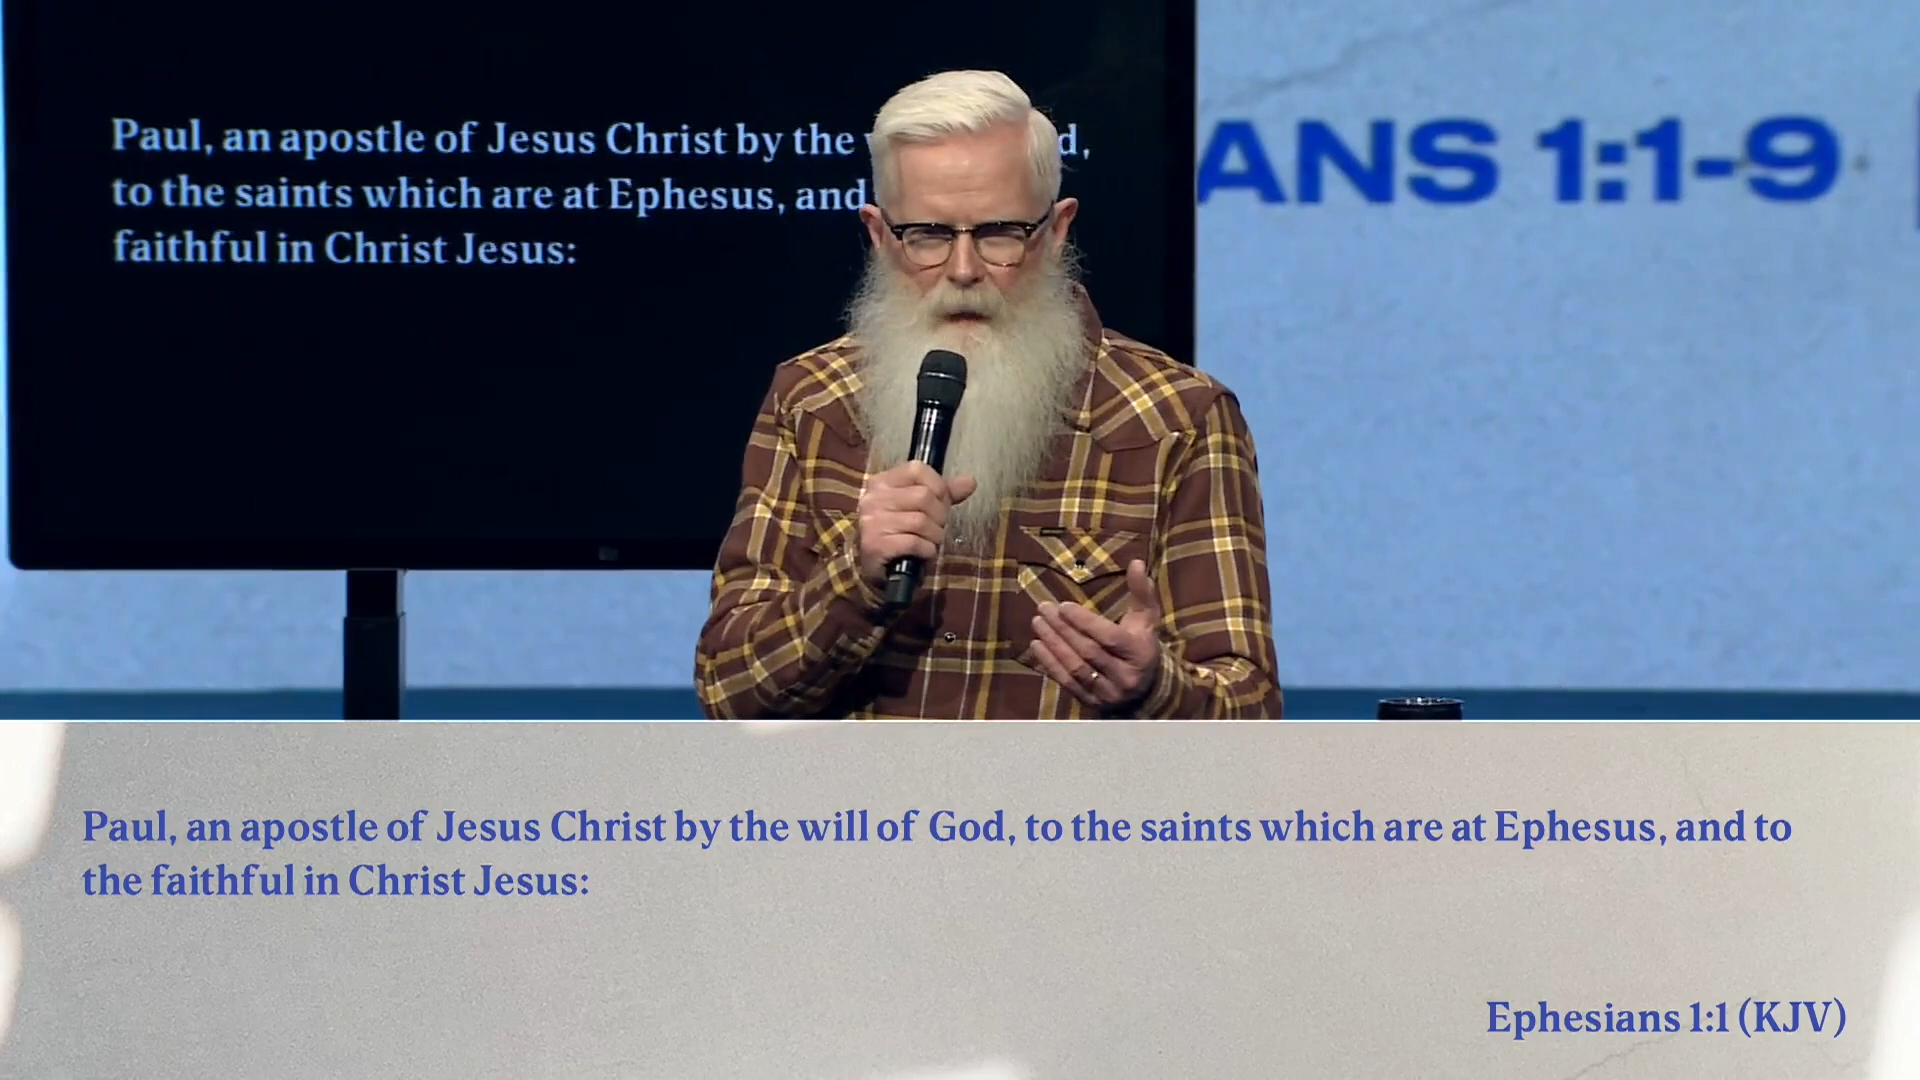 Paul, an apostle of Jesus Christ by the d,
to the saints which are at Ephesus, and
faithful in Christ Jesus:
ANS 1:1-9
Paul, an apostle of Jesus Christ by the will of God, to the saints which are at Ephesus, and to
the faithful in Christ Jesus:
Ephesians 1:1 (KJV)